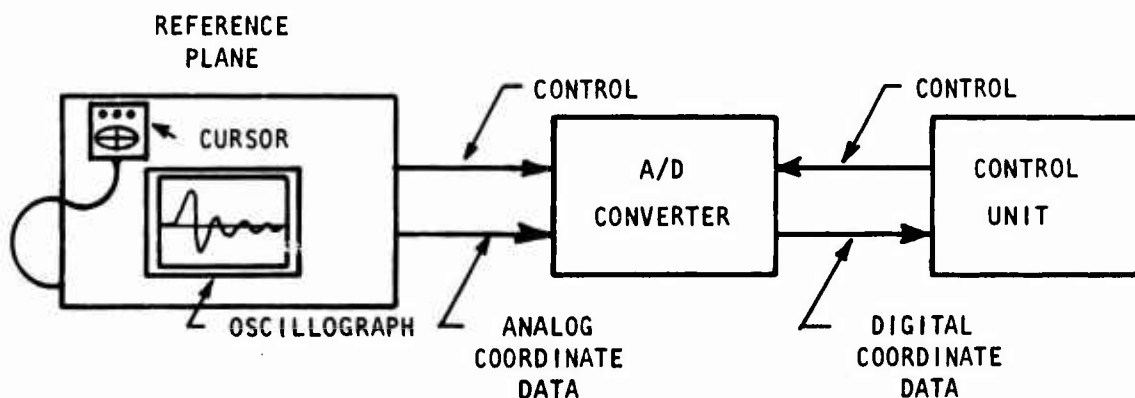 REFERENCE
PLANE
CONTROL
CONTROL
CURSOR
A/D
CONVERTER
CONTROL
UNIT
OSCILLOGRAPH
ANALOG
COORDINATE
DATA
DIGITAL
COORDINATE
DATA